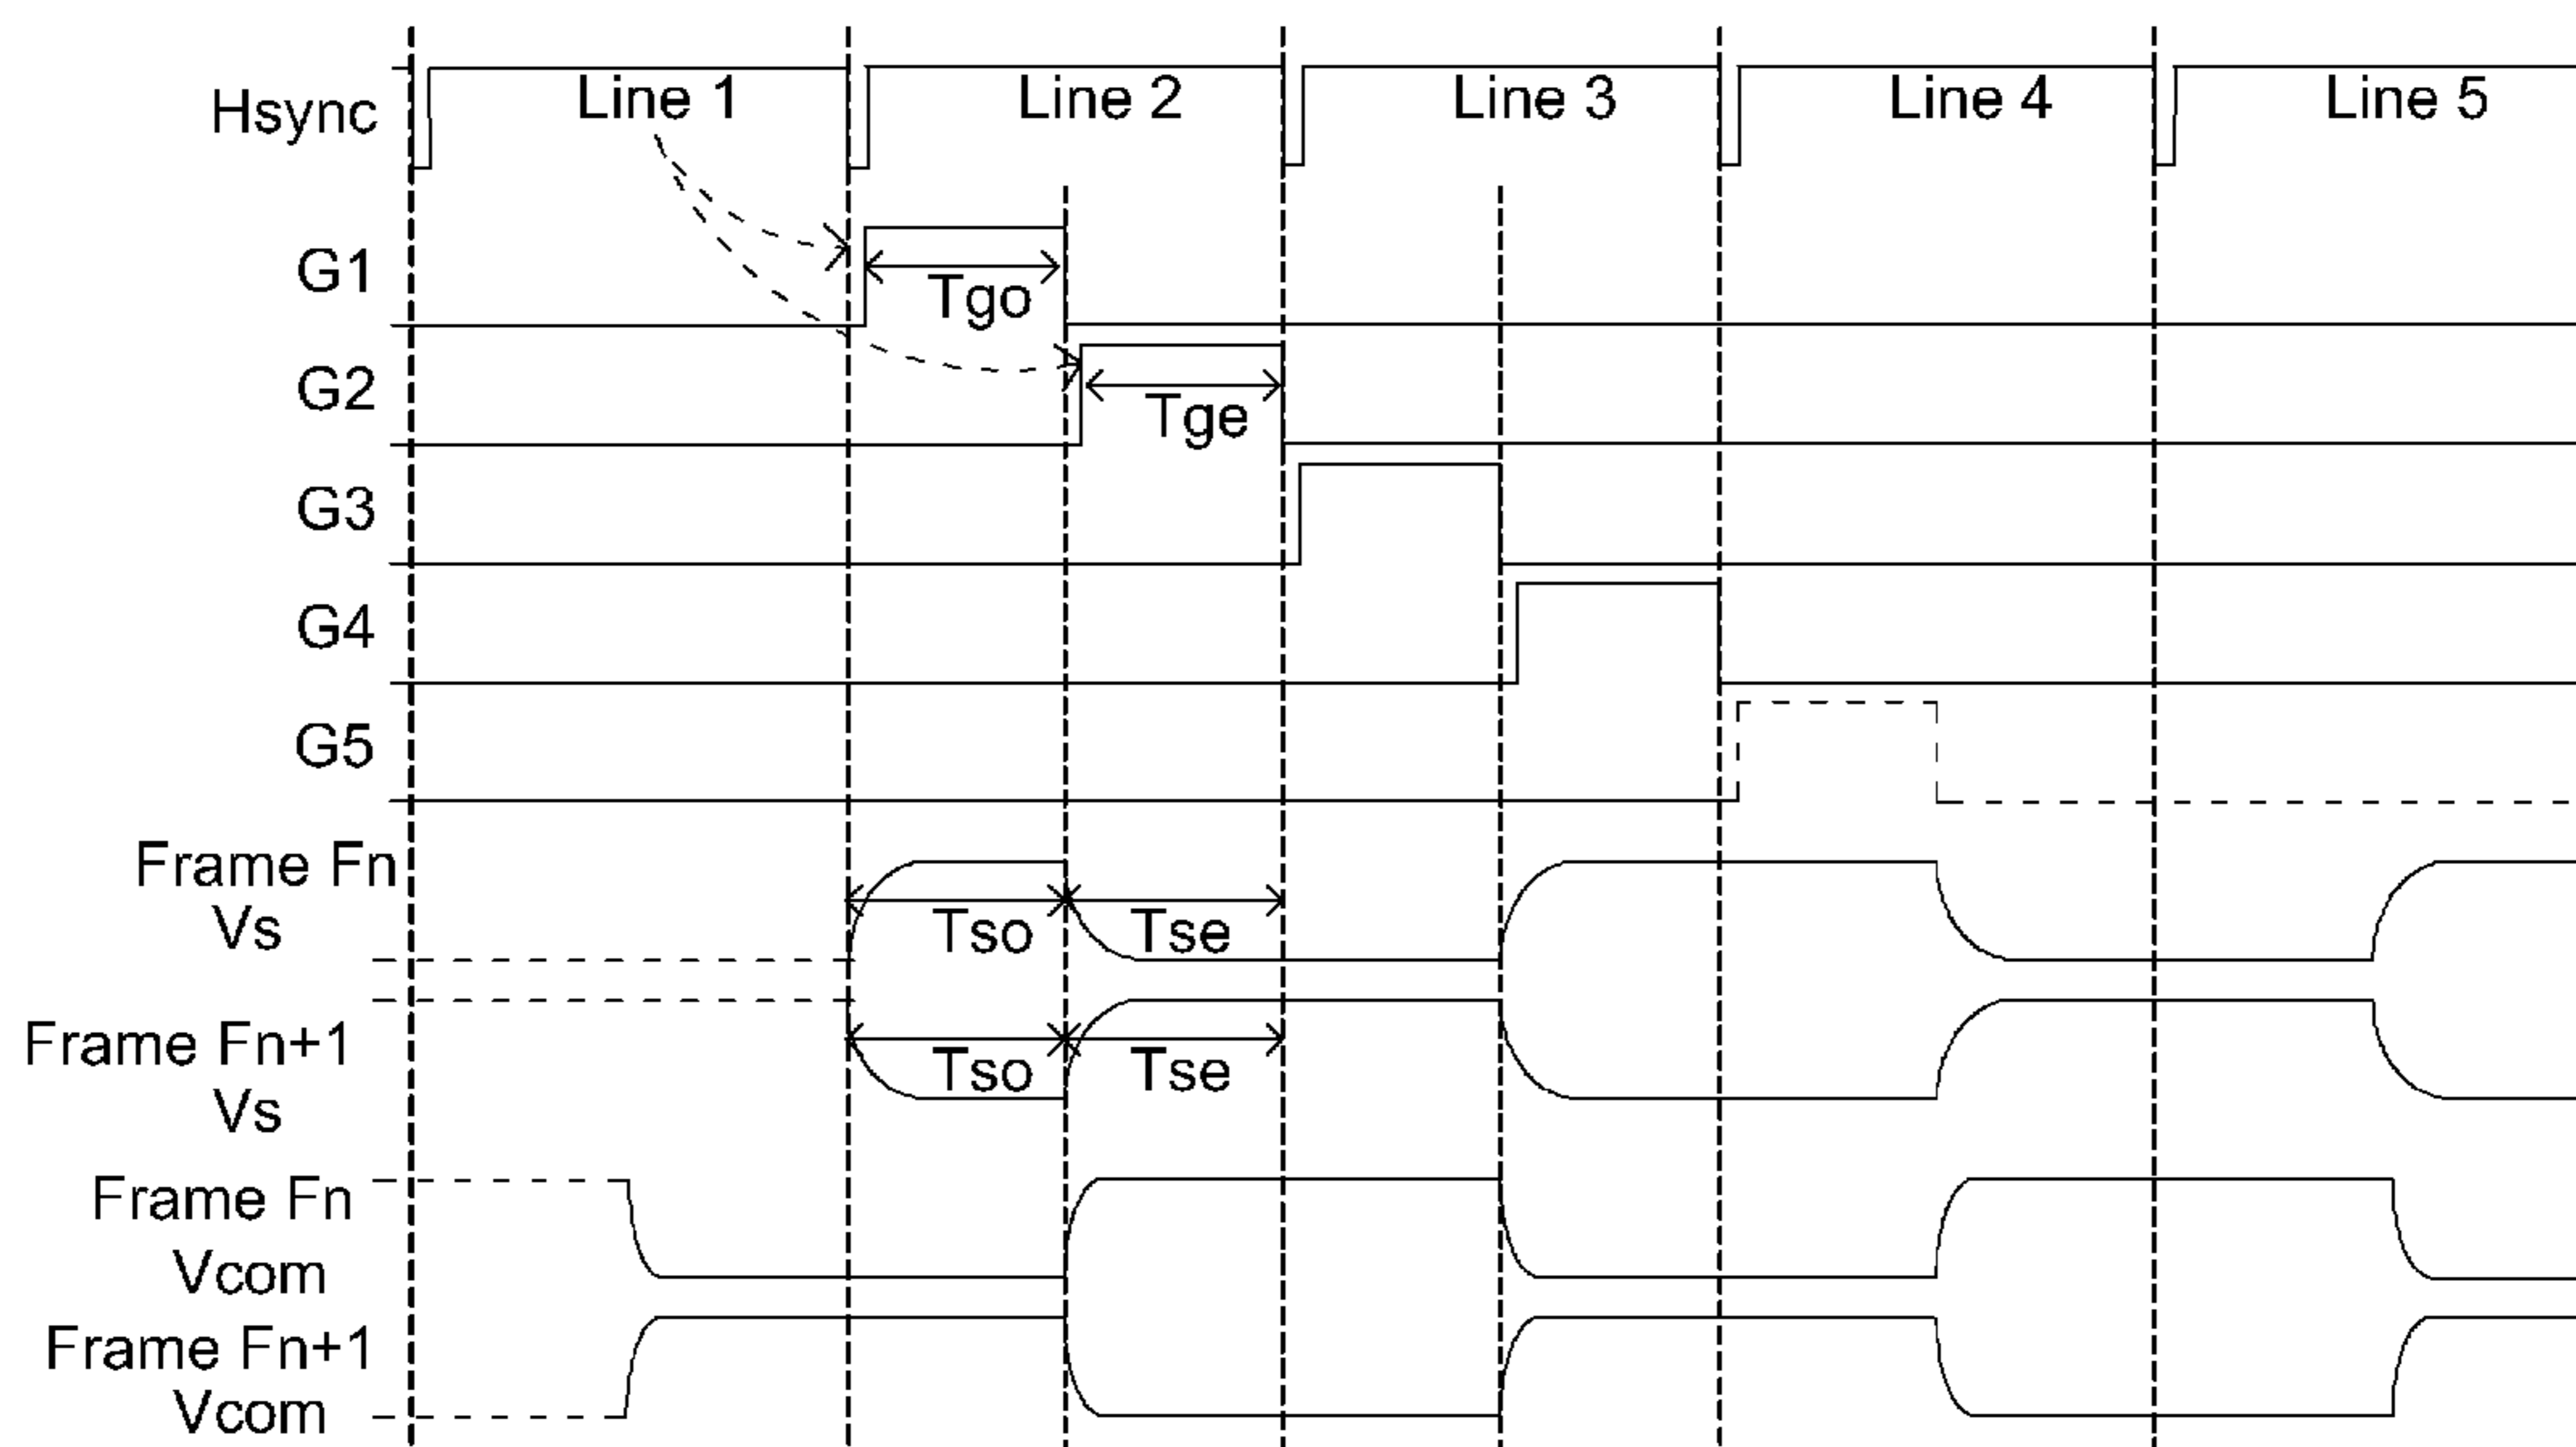 Hsync Line 1 Line 2 Line 3 Line 4 Line 5
G1 Tgo
G2 Tge
G3
G4
G5
Frame Fn
Vs Tso Tse
Frame Fn+1
Vs Tso Tse
Frame Fn
Vcom
Frame Fn+1
Vcom